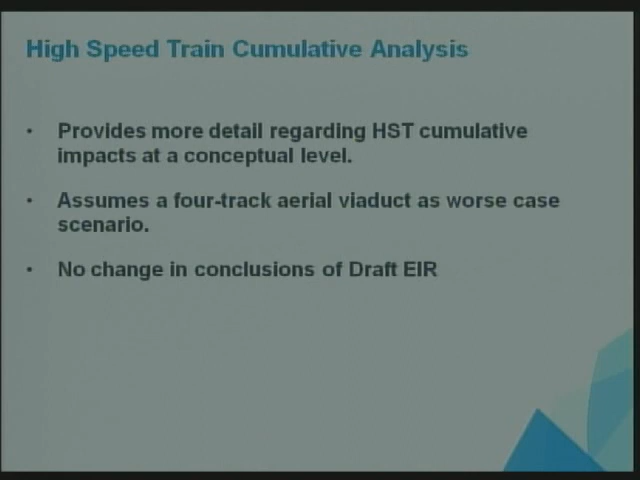 High Speed Train Cumulative Analysis
• Provides more detail regarding HST cumulative
impacts at a conceptual level.
• Assumes a four-track aerial viaduct as worse case
scenario.
• No change in conclusions of Draft EIR